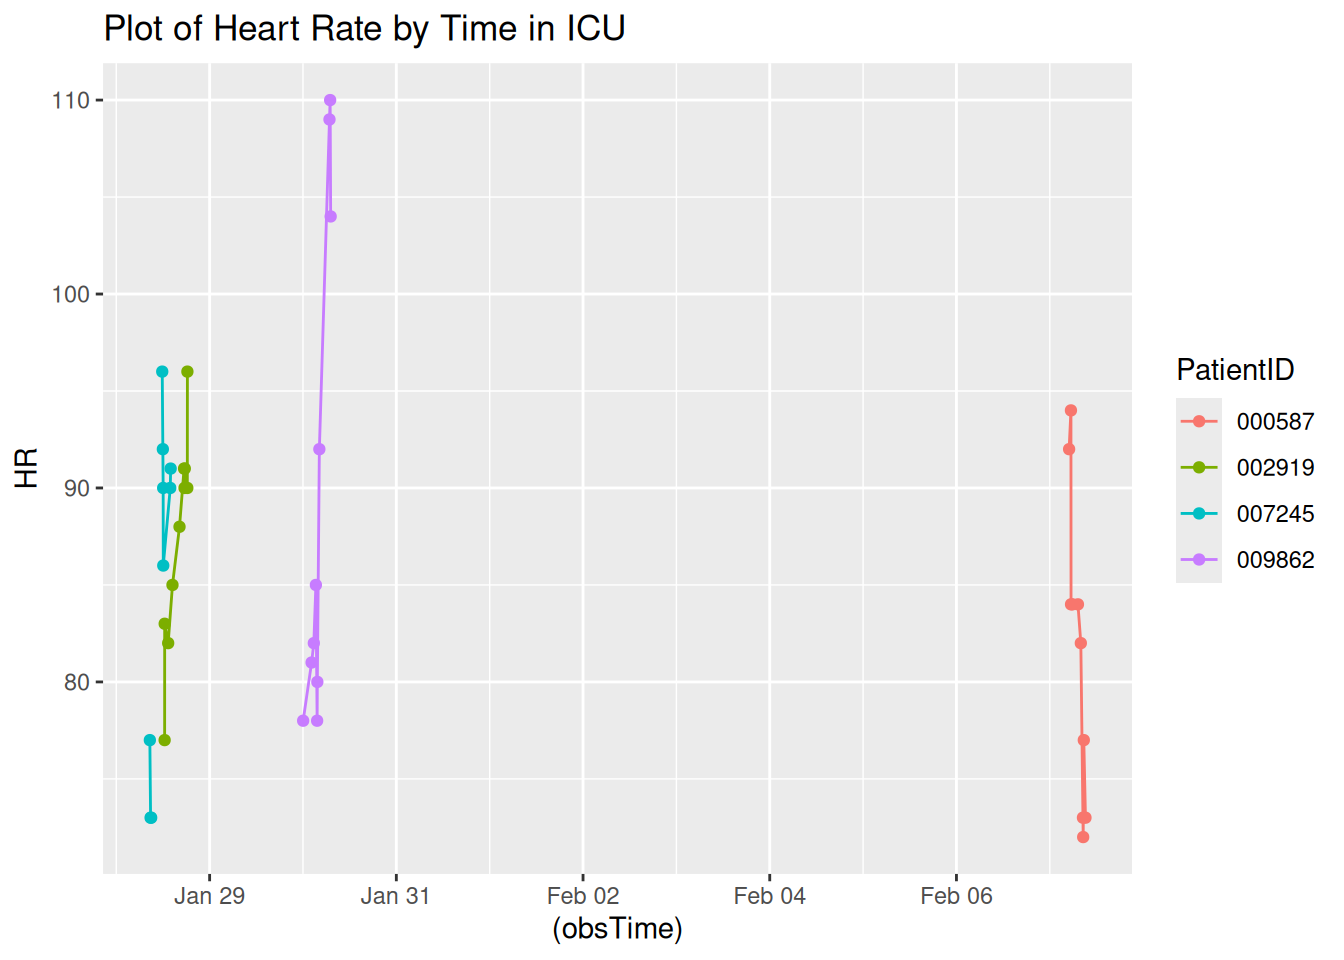 Plot of Heart Rate by Time in ICU
110
100
90
80
HR
Jan 29
Jan 31
Feb 02
Feb 04
Feb 06
(obsTime)
PatientID
000587
002919
007245
009862